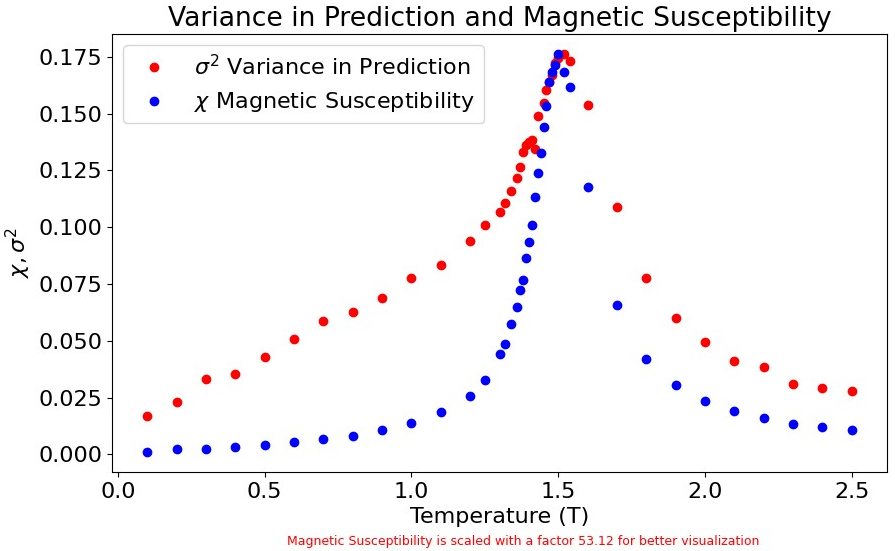 Variance in Prediction and Magnetic Susceptibility
σ² Variance in Prediction
χ Magnetic Susceptibility
χ, σ²
0.175
0.150
0.125
0.100
0.075
0.050
0.025
0.000
0.0 0.5 1.0 1.5 2.0 2.5
Temperature (T)
Magnetic Susceptibility is scaled with a factor 53.12 for better visualization